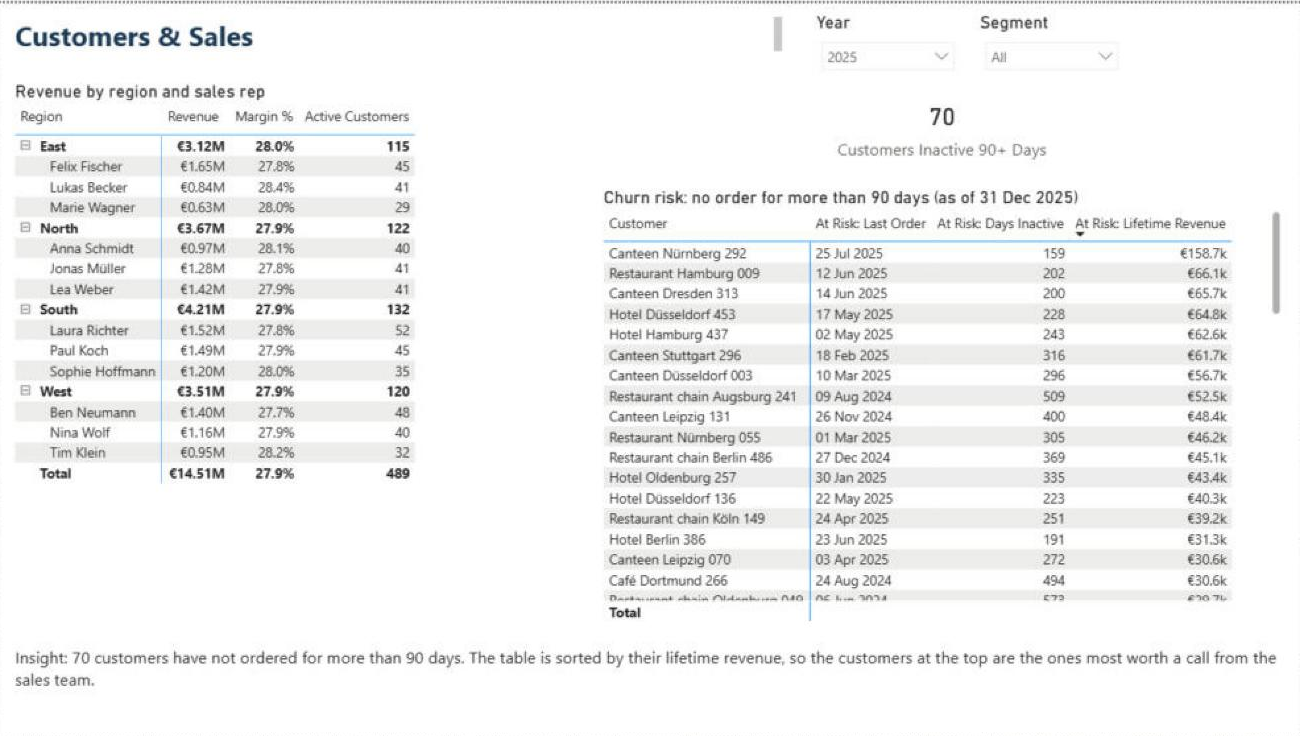 Customers & Sales
Year
Segment
2025
All
Revenue by region and sales rep
Region Revenue Margin % Active Customers
East €3.12M 28.0% 115
Felix Fischer €1.65M 27.8% 45
Lukas Becker €0.84M 28.4% 41
Marie Wagner €0.63M 28.0% 29
North €3.67M 27.9% 122
Anna Schmidt €0.97M 28.1% 40
Jonas Müller €1.28M 27.8% 41
Lea Weber €1.42M 27.9% 41
South €4.21M 27.9% 132
Laura Richter €1.52M 27.8% 52
Paul Koch €1.49M 27.9% 45
Sophie Hoffmann €1.20M 28.0% 35
West €3.51M 27.9% 120
Ben Neumann €1.40M 27.7% 48
Nina Wolf €1.16M 27.9% 40
Tim Klein €0.95M 28.2% 32
Total €14.51M 27.9% 489
70
Customers Inactive 90+ Days
Churn risk: no order for more than 90 days (as of 31 Dec 2025)
Customer At Risk: Last Order At Risk: Days Inactive At Risk: Lifetime Revenue
Canteen Nürnberg 292 25 Jul 2025 159 €158.7k
Restaurant Hamburg 009 12 Jun 2025 202 €66.1k
Canteen Dresden 313 14 Jun 2025 200 €65.7k
Hotel Düsseldorf 453 17 May 2025 228 €64.8k
Hotel Hamburg 437 02 May 2025 243 €62.6k
Canteen Stuttgart 296 18 Feb 2025 316 €61.7k
Canteen Düsseldorf 003 10 Mar 2025 296 €56.7k
Restaurant chain Augsburg 241 09 Aug 2024 509 €52.5k
Canteen Leipzig 131 26 Nov 2024 400 €48.4k
Restaurant Nürnberg 055 01 Mar 2025 305 €46.2k
Restaurant chain Berlin 486 27 Dec 2024 369 €45.1k
Hotel Oldenburg 257 30 Jan 2025 335 €43.4k
Hotel Düsseldorf 136 22 May 2025 223 €40.3k
Restaurant chain Köln 149 24 Apr 2025 251 €39.2k
Hotel Berlin 386 23 Jun 2025 191 €31.3k
Canteen Leipzig 070 03 Apr 2025 272 €30.6k
Café Dortmund 266 24 Aug 2024 494 €30.6k
Restaurant chain Oldenburg
Total
Insight: 70 customers have not ordered for more than 90 days. The table is sorted by their lifetime revenue, so the customers at the top are the ones most worth a call from the
sales team.